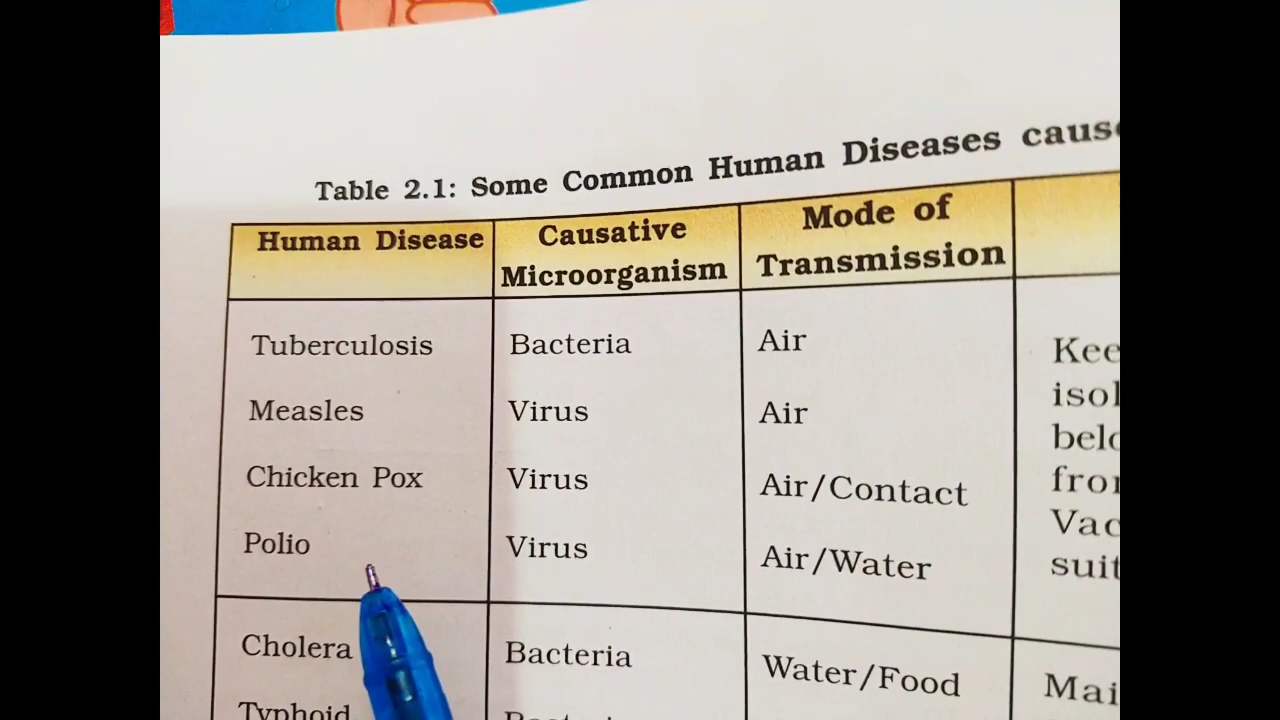 Table 2.1: Some Common Human Diseases
Human Disease
Causative
Microorganism
Mode of
Transmission
Tuberculosis
Bacteria
Air
Measles
Virus
Air
Chicken Pox
Virus
Air/Contact
Polio
Virus
Air/Water
Cholera
Bacteria
Water/Food
Typhoid